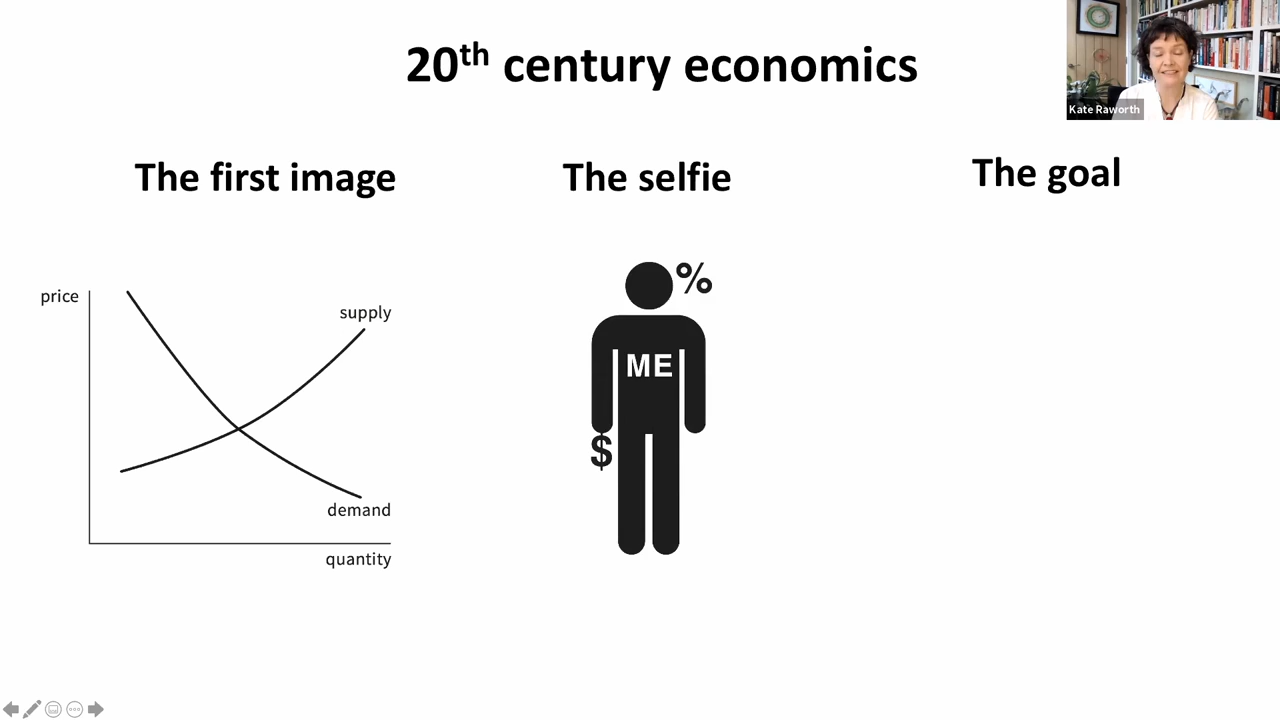 20th century economics
Kate Raworth
The first image
The selfie
The goal
price
supply
demand
quantity
%
ME
$